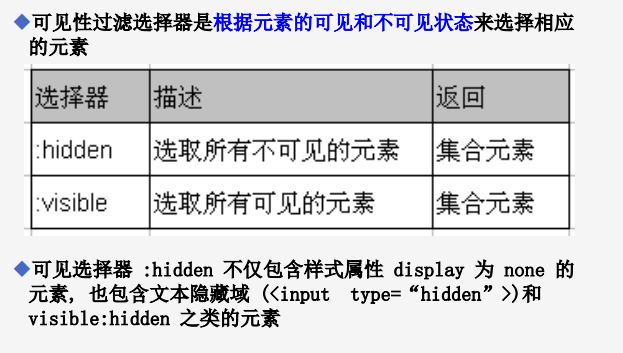 ◆可见性过滤选择器是根据元素的可见和不可见状态来选择相应
的元素
选择器 描述 返回
:hidden 选取所有不可见的元素 集合元素
:visible 选取所有可见的元素 集合元素
◆可见选择器 :hidden 不仅包含样式属性 display 为 none 的
元素, 也包含文本隐藏域 (<input type=“hidden”>)和
visible:hidden 之类的元素